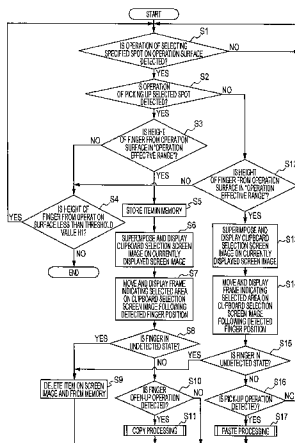 START
S1
IS OPERATION OF SELECTING
SPECIFIED SPOT ON OPERATION SURFACE
DETECTED?
NO
YES
S2
IS OPERATION
OF PICKING UP SELECTED SPOT
DETECTED?
NO
YES
S3
IS HEIGHT
OF FINGER FROM OPERATION
SURFACE IN "OPERATION
EFFECTIVE RANGE"?
NO
YES
S12
IS HEIGHT
OF FINGER FROM OPERATION
SURFACE IN "OPERATION
EFFECTIVE RANGE"?
NO
YES
S4
IS HEIGHT OF
FINGER FROM OPERATION
SURFACE LESS THAN THRESHOLD
VALUE H1?
YES
NO
END
S5
STORE ITEM IN MEMORY
S6
SUPERIMPOSE AND DISPLAY
CLIPBOARD SELECTION SCREEN
IMAGE ON CURRENTLY
DISPLAYED SCREEN IMAGE
S7
MOVE AND DISPLAY FRAME
INDICATING SELECTED AREA
ON CLIPBOARD SELECTION
SCREEN IMAGE FOLLOWING
DETECTED FINGER POSITION
S8
IS FINGER IN
UNDETECTED STATE?
YES
NO
S9
DELETE ITEM ON SCREEN
IMAGE AND FROM MEMORY
S10
IS FINGER
OPEN-UP OPERATION
DETECTED?
NO
YES
S11
COPY PROCESSING
S1
SUPERIMPOSE AND DISPLAY
CLIPBOARD SELECTION SCREEN
IMAGE ON CURRENTLY
DISPLAYED SCREEN IMAGE
S1
MOVE AND DISPLAY
FRAME INDICATING
SELECTED AREA ON
CLIPBOARD SELECTION
SCREEN IMAGE FOLLOWING
DETECTED FINGER
POSITION
S15
IS FINGER IN
UNDETECTED STATE?
YES
NO
S16
IS PICK-UP OPERATION
DETECTED?
NO
YES
S17
PASTE PROCESSING